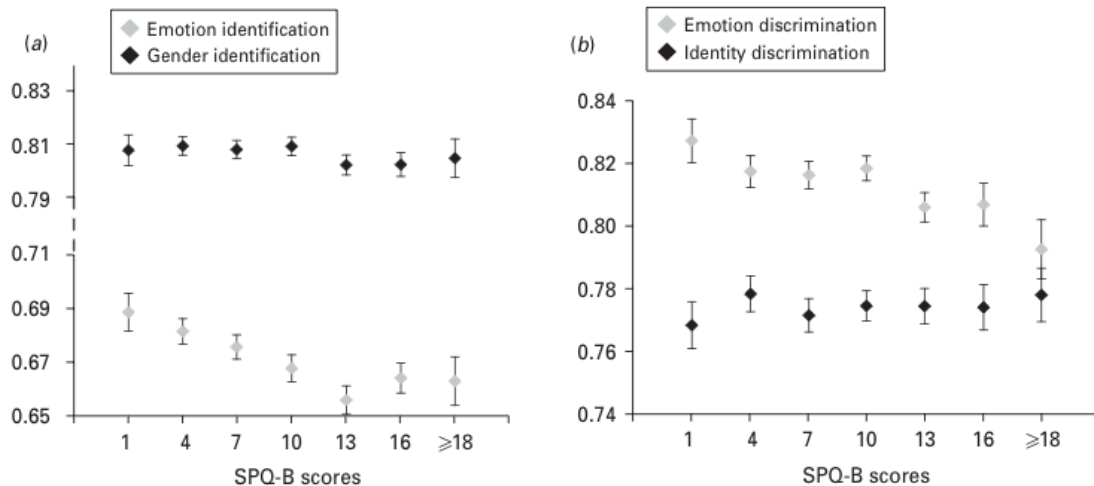 (a)
Emotion identification
Gender identification
0.83
0.81
0.79
0.71
0.69
0.67
0.65
1 4 7 10 13 16 ⩾18
SPQ-B scores
(b)
Emotion discrimination
Identity discrimination
0.84
0.82
0.80
0.78
0.76
0.74
1 4 7 10 13 16 ⩾18
SPQ-B scores